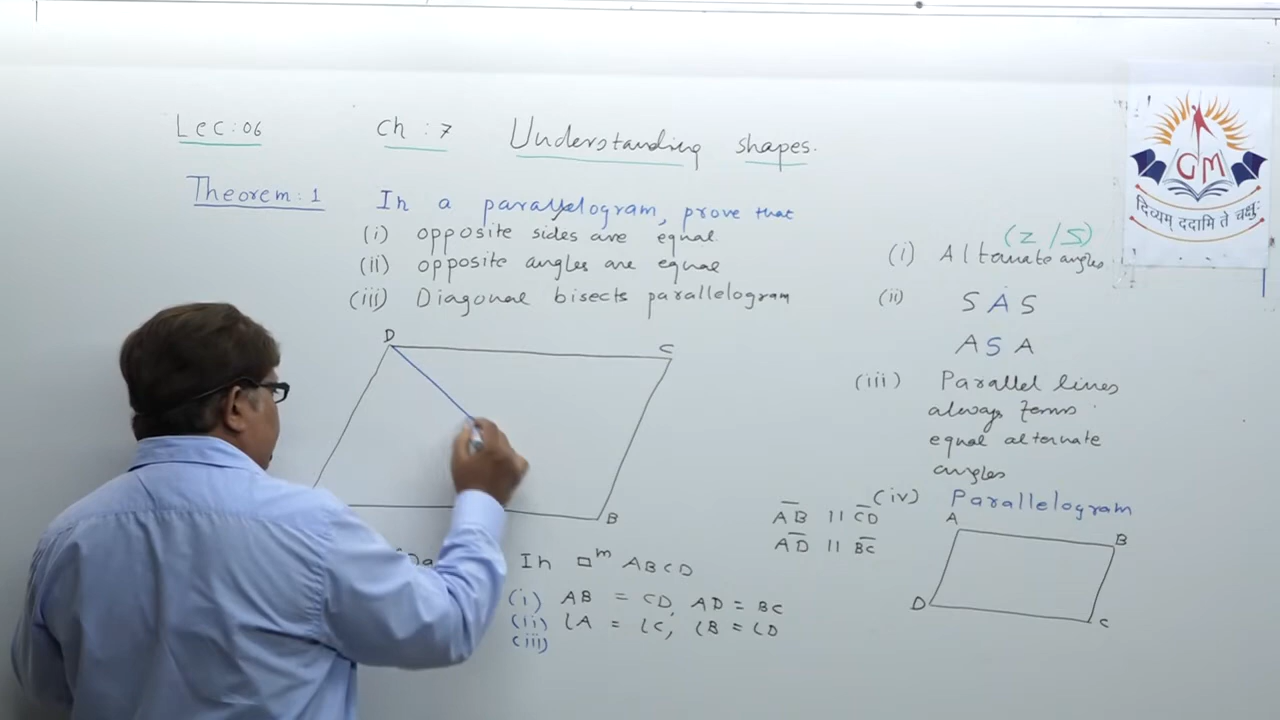 Lec: 06 Ch : 7 Understanding shapes.
Theorem: 1 In a parallelogram, prove that
(i) opposite sides are equal.
(ii) opposite angles are equal
(iii) Diagonal bisects parallelogram
D
C
B
In □ᵐ ABCD
(i) AB = CD, AD = BC
(ii) ∠A = ∠C, ∠B = ∠D
(iii)
(Z /S)
(i) Alternate angles
(ii) SAS
ASA
(iii) Parallel lines
always forms
equal alternate
angles
(iv) Parallelogram
AB || CD
AD || BC
A
B
D
C
GM
दिव्यम् ददामि ते चक्षुः